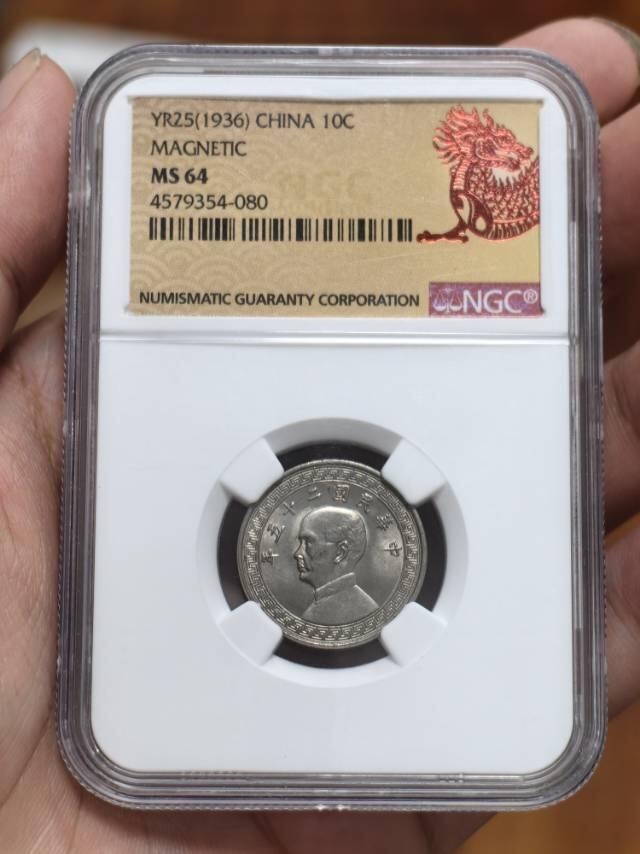 YR25(1936) CHINA 10C
MAGNETIC
MS 64
4579354-080
NUMISMATIC GUARANTY CORPORATION
NGC®
NGC
年五十二國民華中